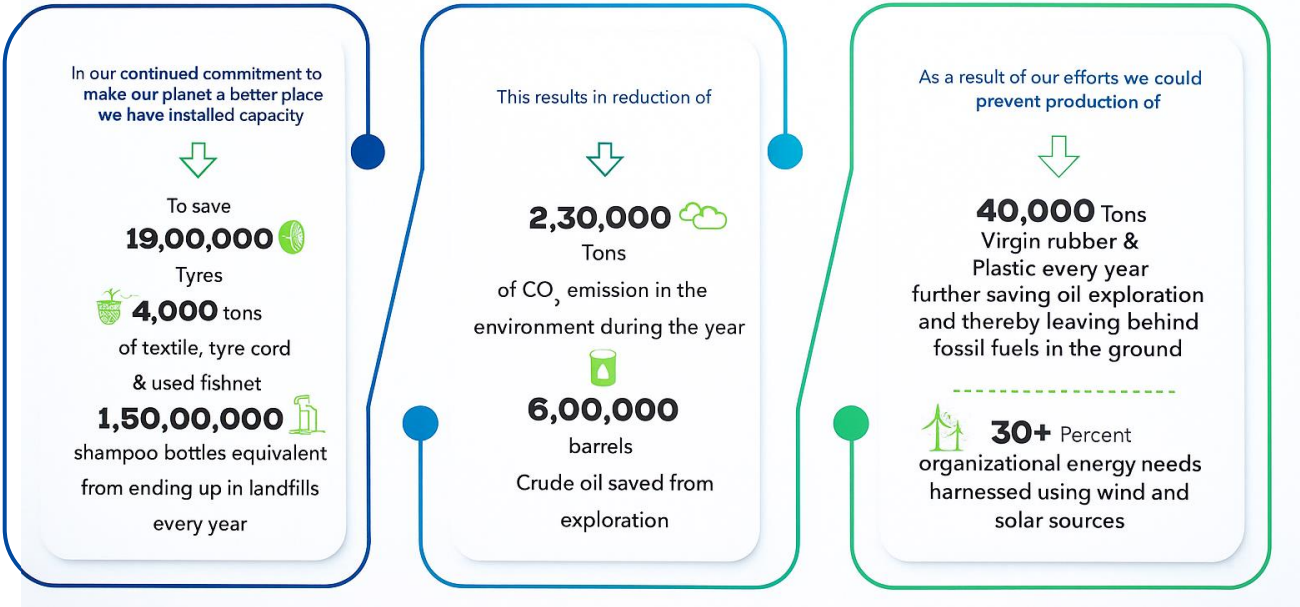 In our continued commitment to
make our planet a better place
we have installed capacity
To save
19,00,000
Tyres
4,000 tons
of textile, tyre cord
& used fishnet
1,50,00,000
shampoo bottles equivalent
from ending up in landfills
every year
This results in reduction of
2,30,000
Tons
of CO₂ emission in the
environment during the year
6,00,000
barrels
Crude oil saved from
exploration
As a result of our efforts we could
prevent production of
40,000 Tons
Virgin rubber &
Plastic every year
further saving oil exploration
and thereby leaving behind
fossil fuels in the ground
30+ Percent
organizational energy needs
harnessed using wind and
solar sources